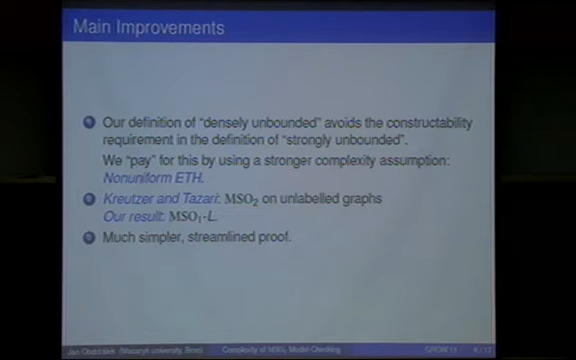 Main Improvements
Our definition of "densely unbounded" avoids the constructability
requirement in the definition of "strongly unbounded".
We "pay" for this by using a stronger complexity assumption:
Nonuniform ETH.
Kreutzer and Tazari: MSO₂ on unlabelled graphs
Our result: MSO₁-L.
Much simpler, streamlined proof.
Jan Obdržálek (Masaryk University, Brno) Complexity of MSO₁ Model Checking